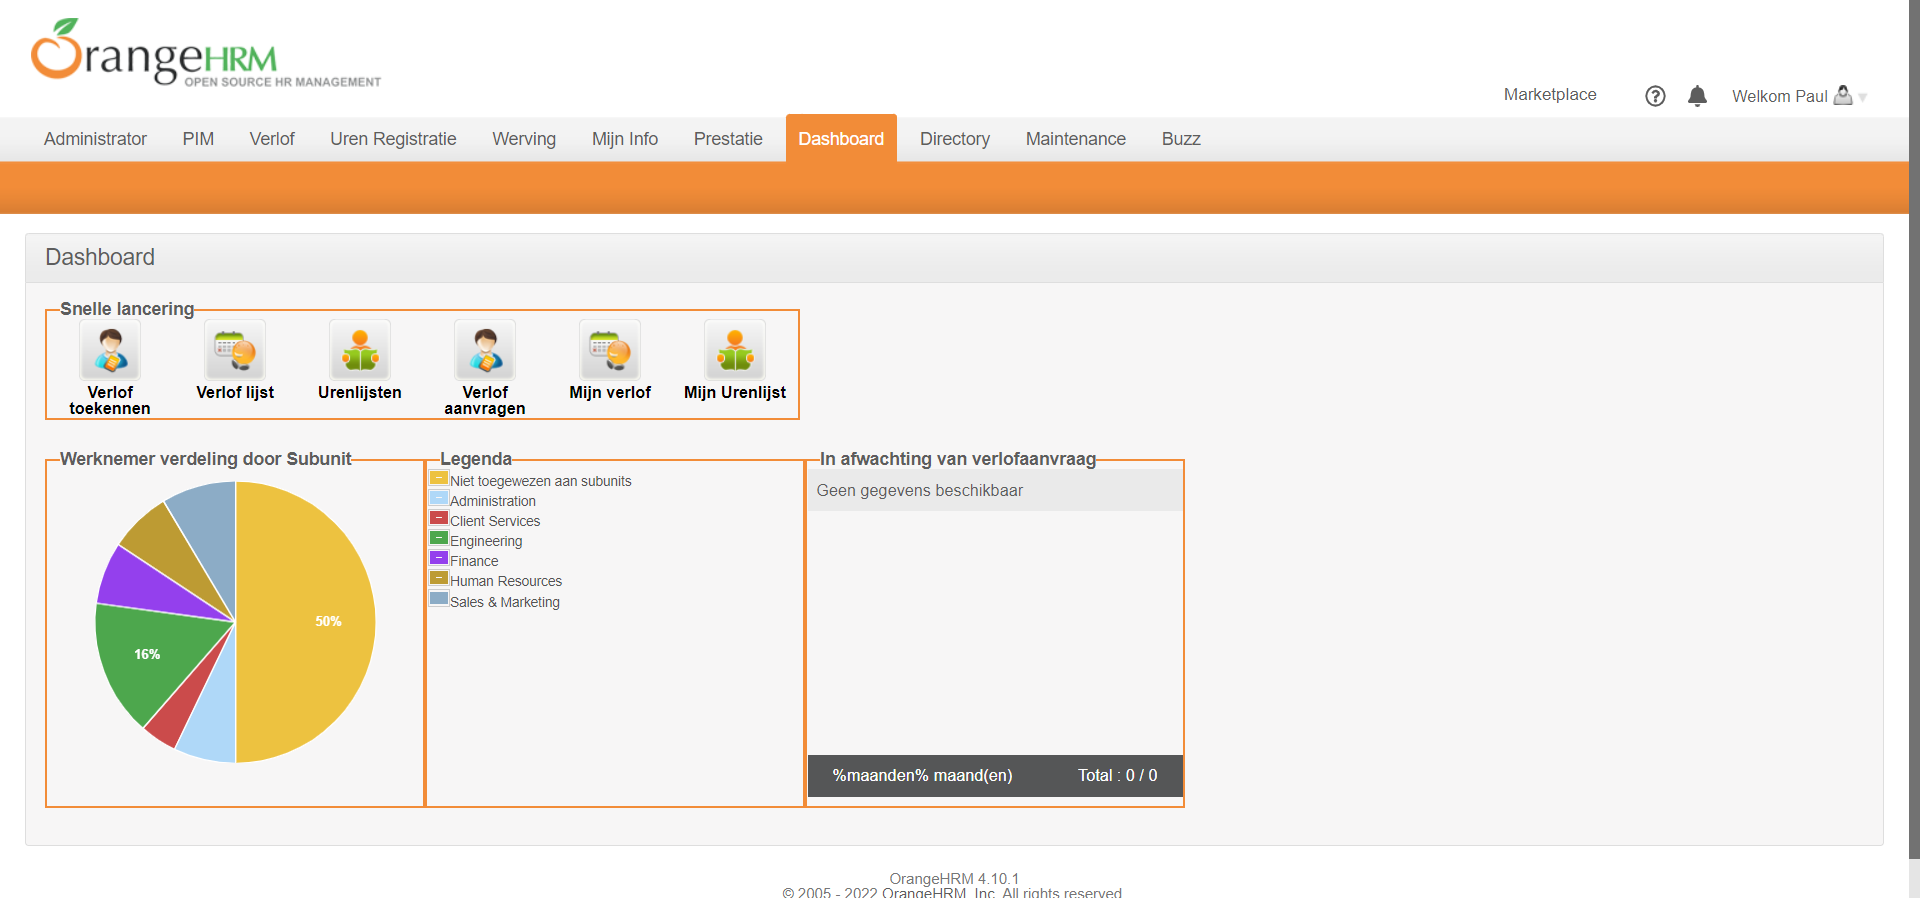 OrangeHRM
OPEN SOURCE HR MANAGEMENT
Marketplace
Welkom Paul
Administrator PIM Verlof Uren Registratie Werving Mijn Info Prestatie Dashboard Directory Maintenance Buzz
Dashboard
Snelle lancering
Verlof toekennen
Verlof lijst
Urenlijsten
Verlof aanvragen
Mijn verlof
Mijn Urenlijst
Werknemer verdeling door Subunit
50%
16%
Legenda
Niet toegewezen aan subunits
Administration
Client Services
Engineering
Finance
Human Resources
Sales & Marketing
In afwachting van verlofaanvraag
Geen gegevens beschikbaar
%maanden% maand(en) Total : 0 / 0
OrangeHRM 4.10.1
© 2005 - 2022 OrangeHRM, Inc. All rights reserved